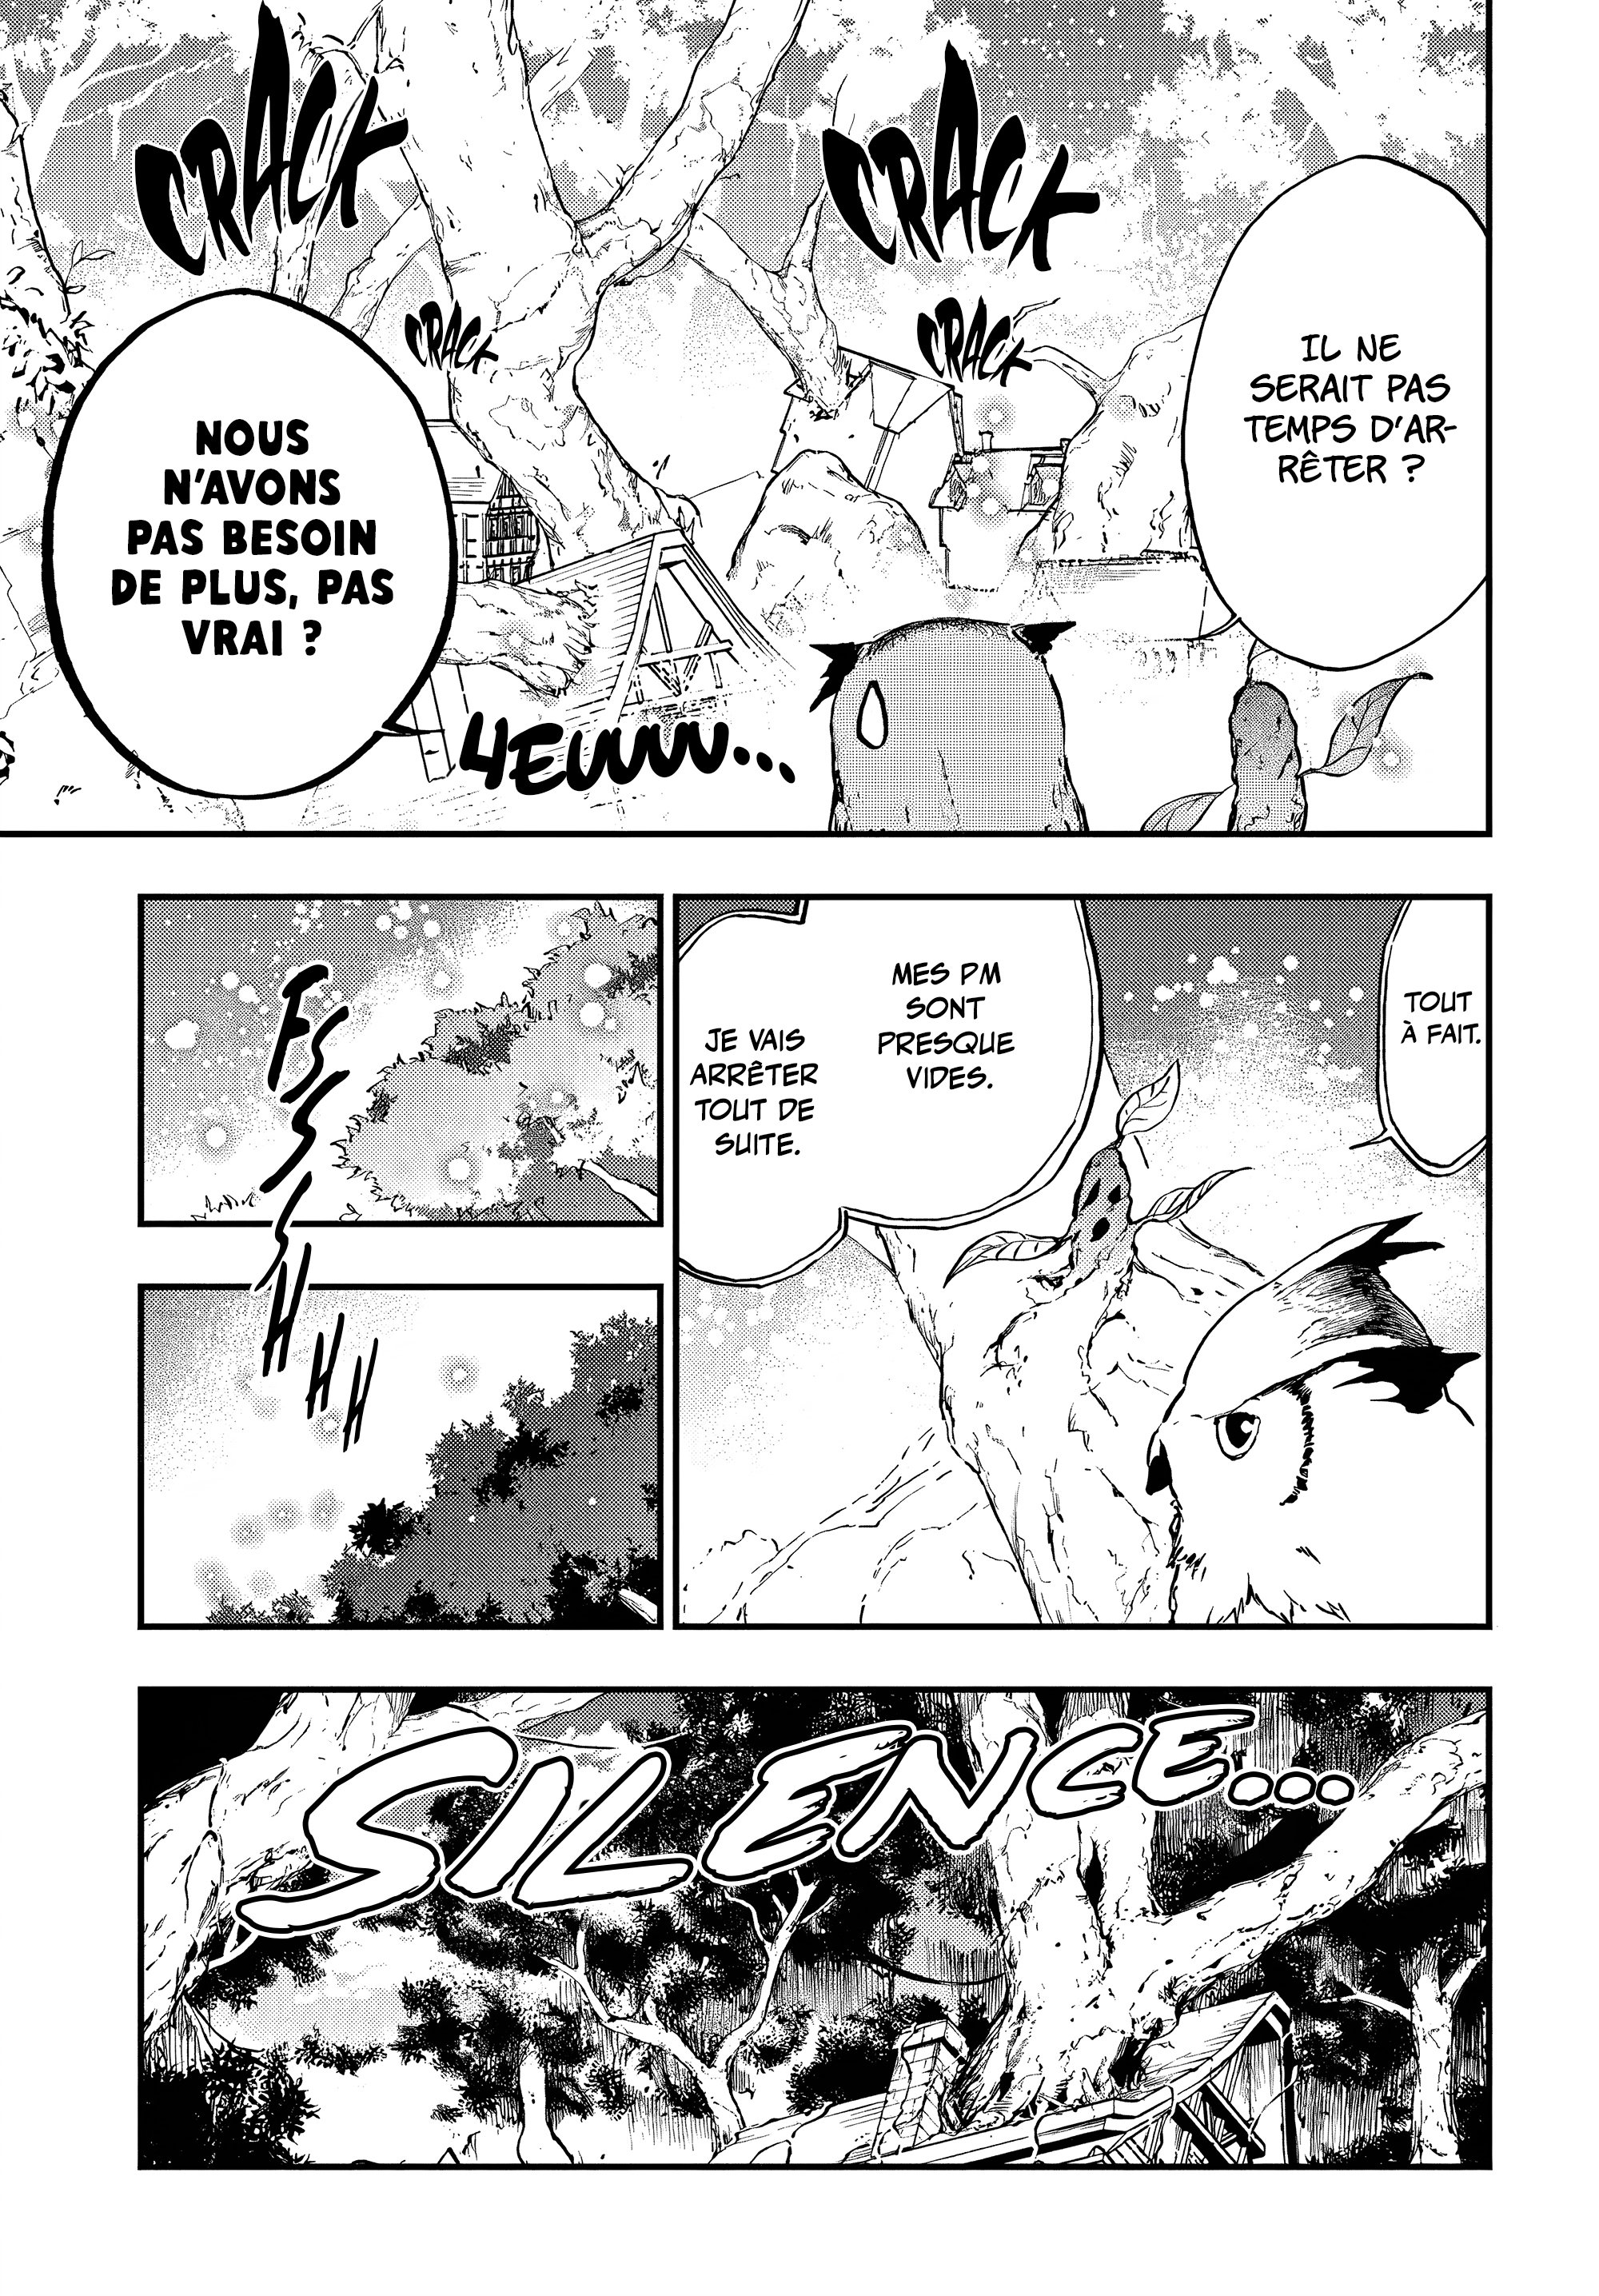 CRACK
CRACK
IL NE
SERAIT PAS
TEMPS D'AR-
RÊTER ?
CRACK
CRACK
NOUS
N'AVONS
PAS BESOIN
DE PLUS, PAS
VRAI ?
4EUUUU...
TOUT
À FAIT.
MES PM
SONT
PRESQUE
VIDES.
JE VAIS
ARRÊTER
TOUT DE
SUITE.
FSSSSHHH
SILENCE...